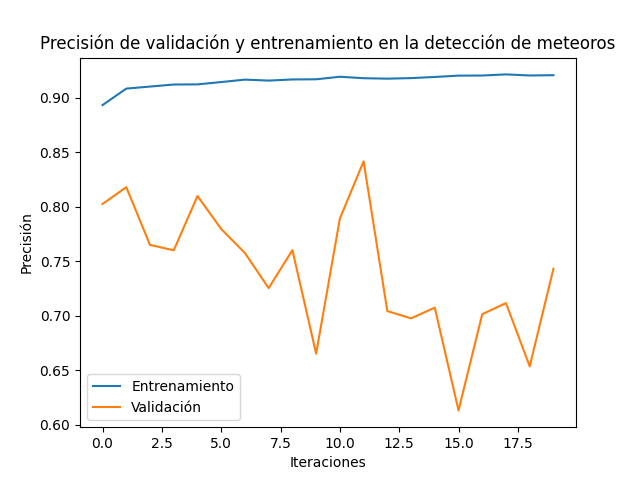 Precisión de validación y entrenamiento en la detección de meteoros
0.90
0.85
0.80
0.75
0.70
0.65
0.60
Precisión
Entrenamiento
Validación
0.0 2.5 5.0 7.5 10.0 12.5 15.0 17.5
Iteraciones